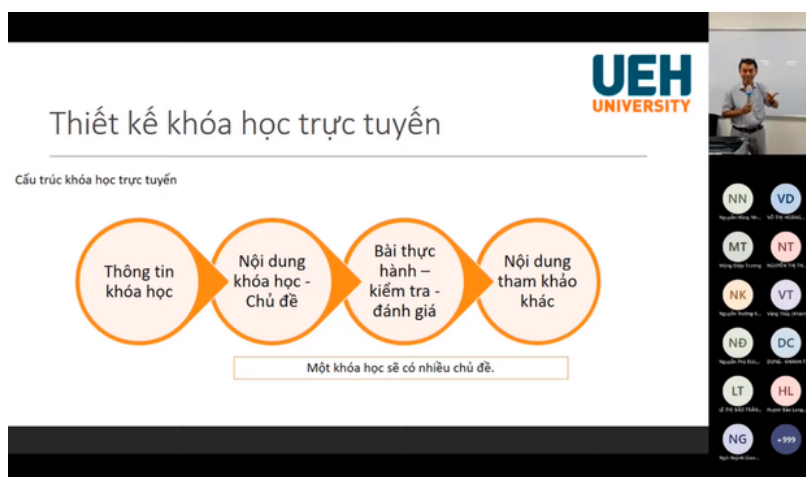 UEH
UNIVERSITY
Thiết kế khóa học trực tuyến
Cấu trúc khóa học trực tuyến
Thông tin
khóa học
Nội dung
khóa học -
Chủ đề
Bài thực
hành –
kiểm tra -
đánh giá
Nội dung
tham khảo
khác
Một khóa học sẽ có nhiều chủ đề.
NN
VD
MT
NT
NK
VT
NĐ
DC
LT
HL
NG
+999